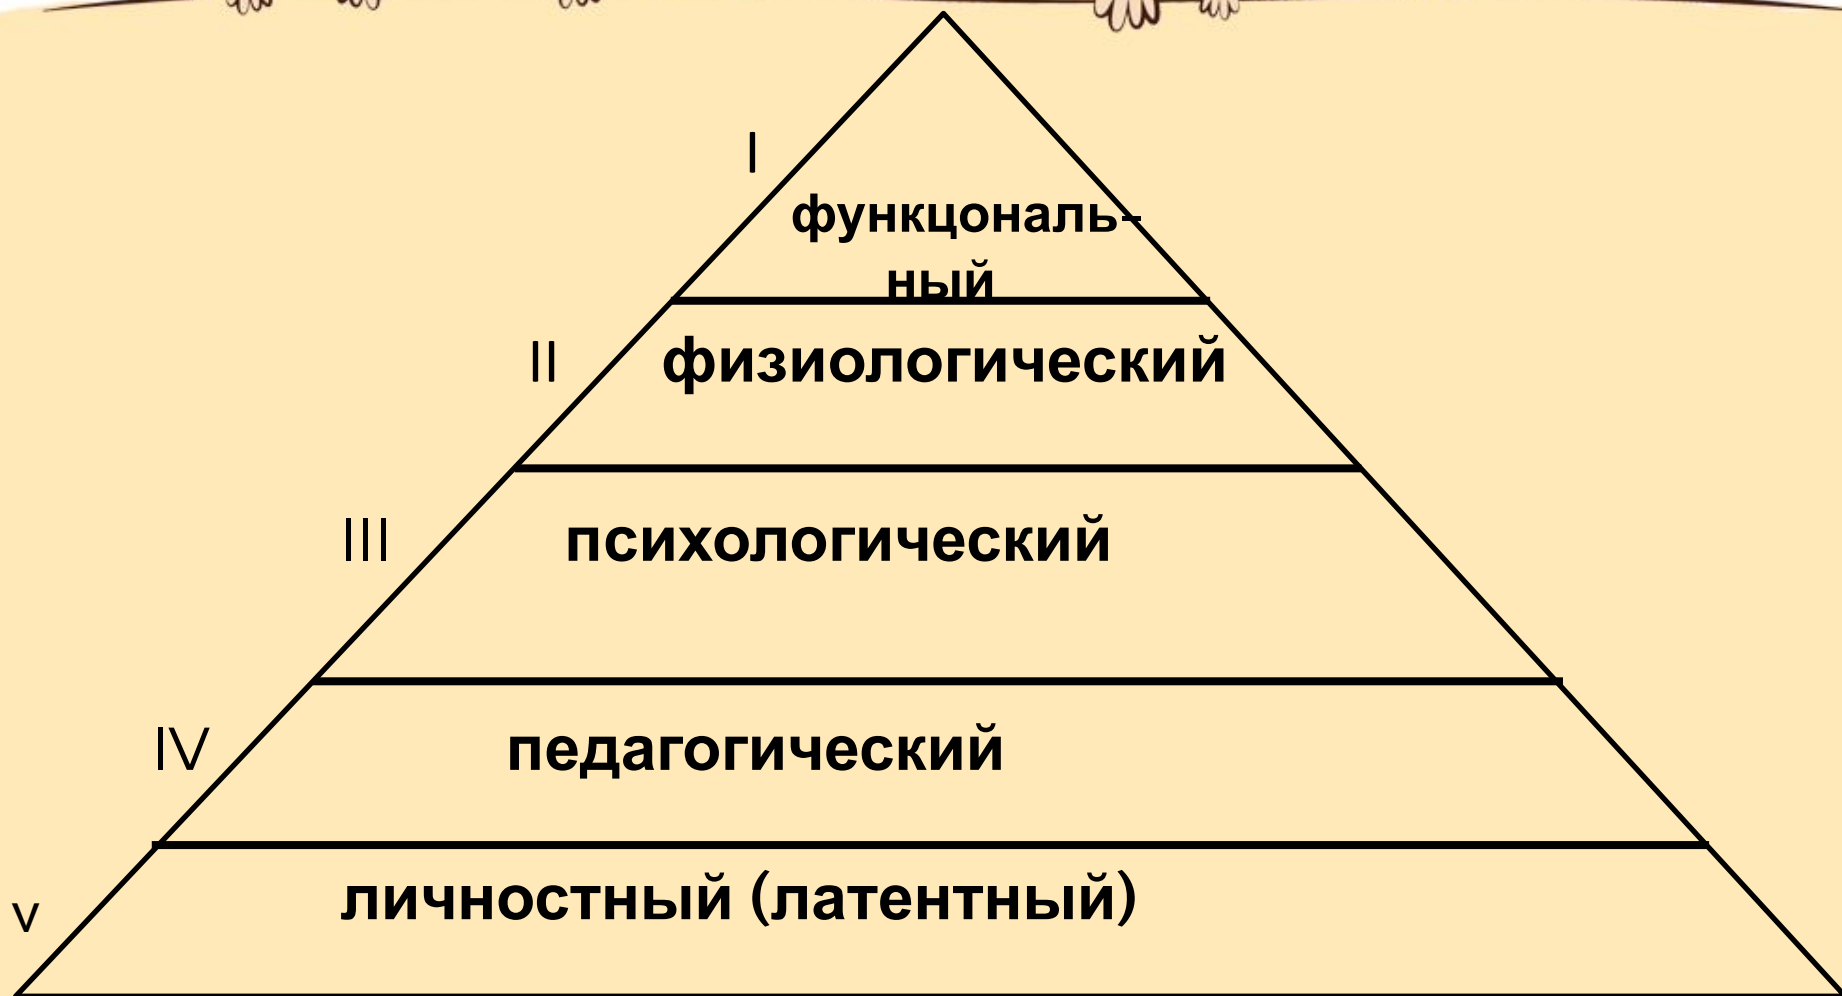 I
функцональ-
ный
II
физиологический
III
психологический
IV
педагогический
v
личностный (латентный)